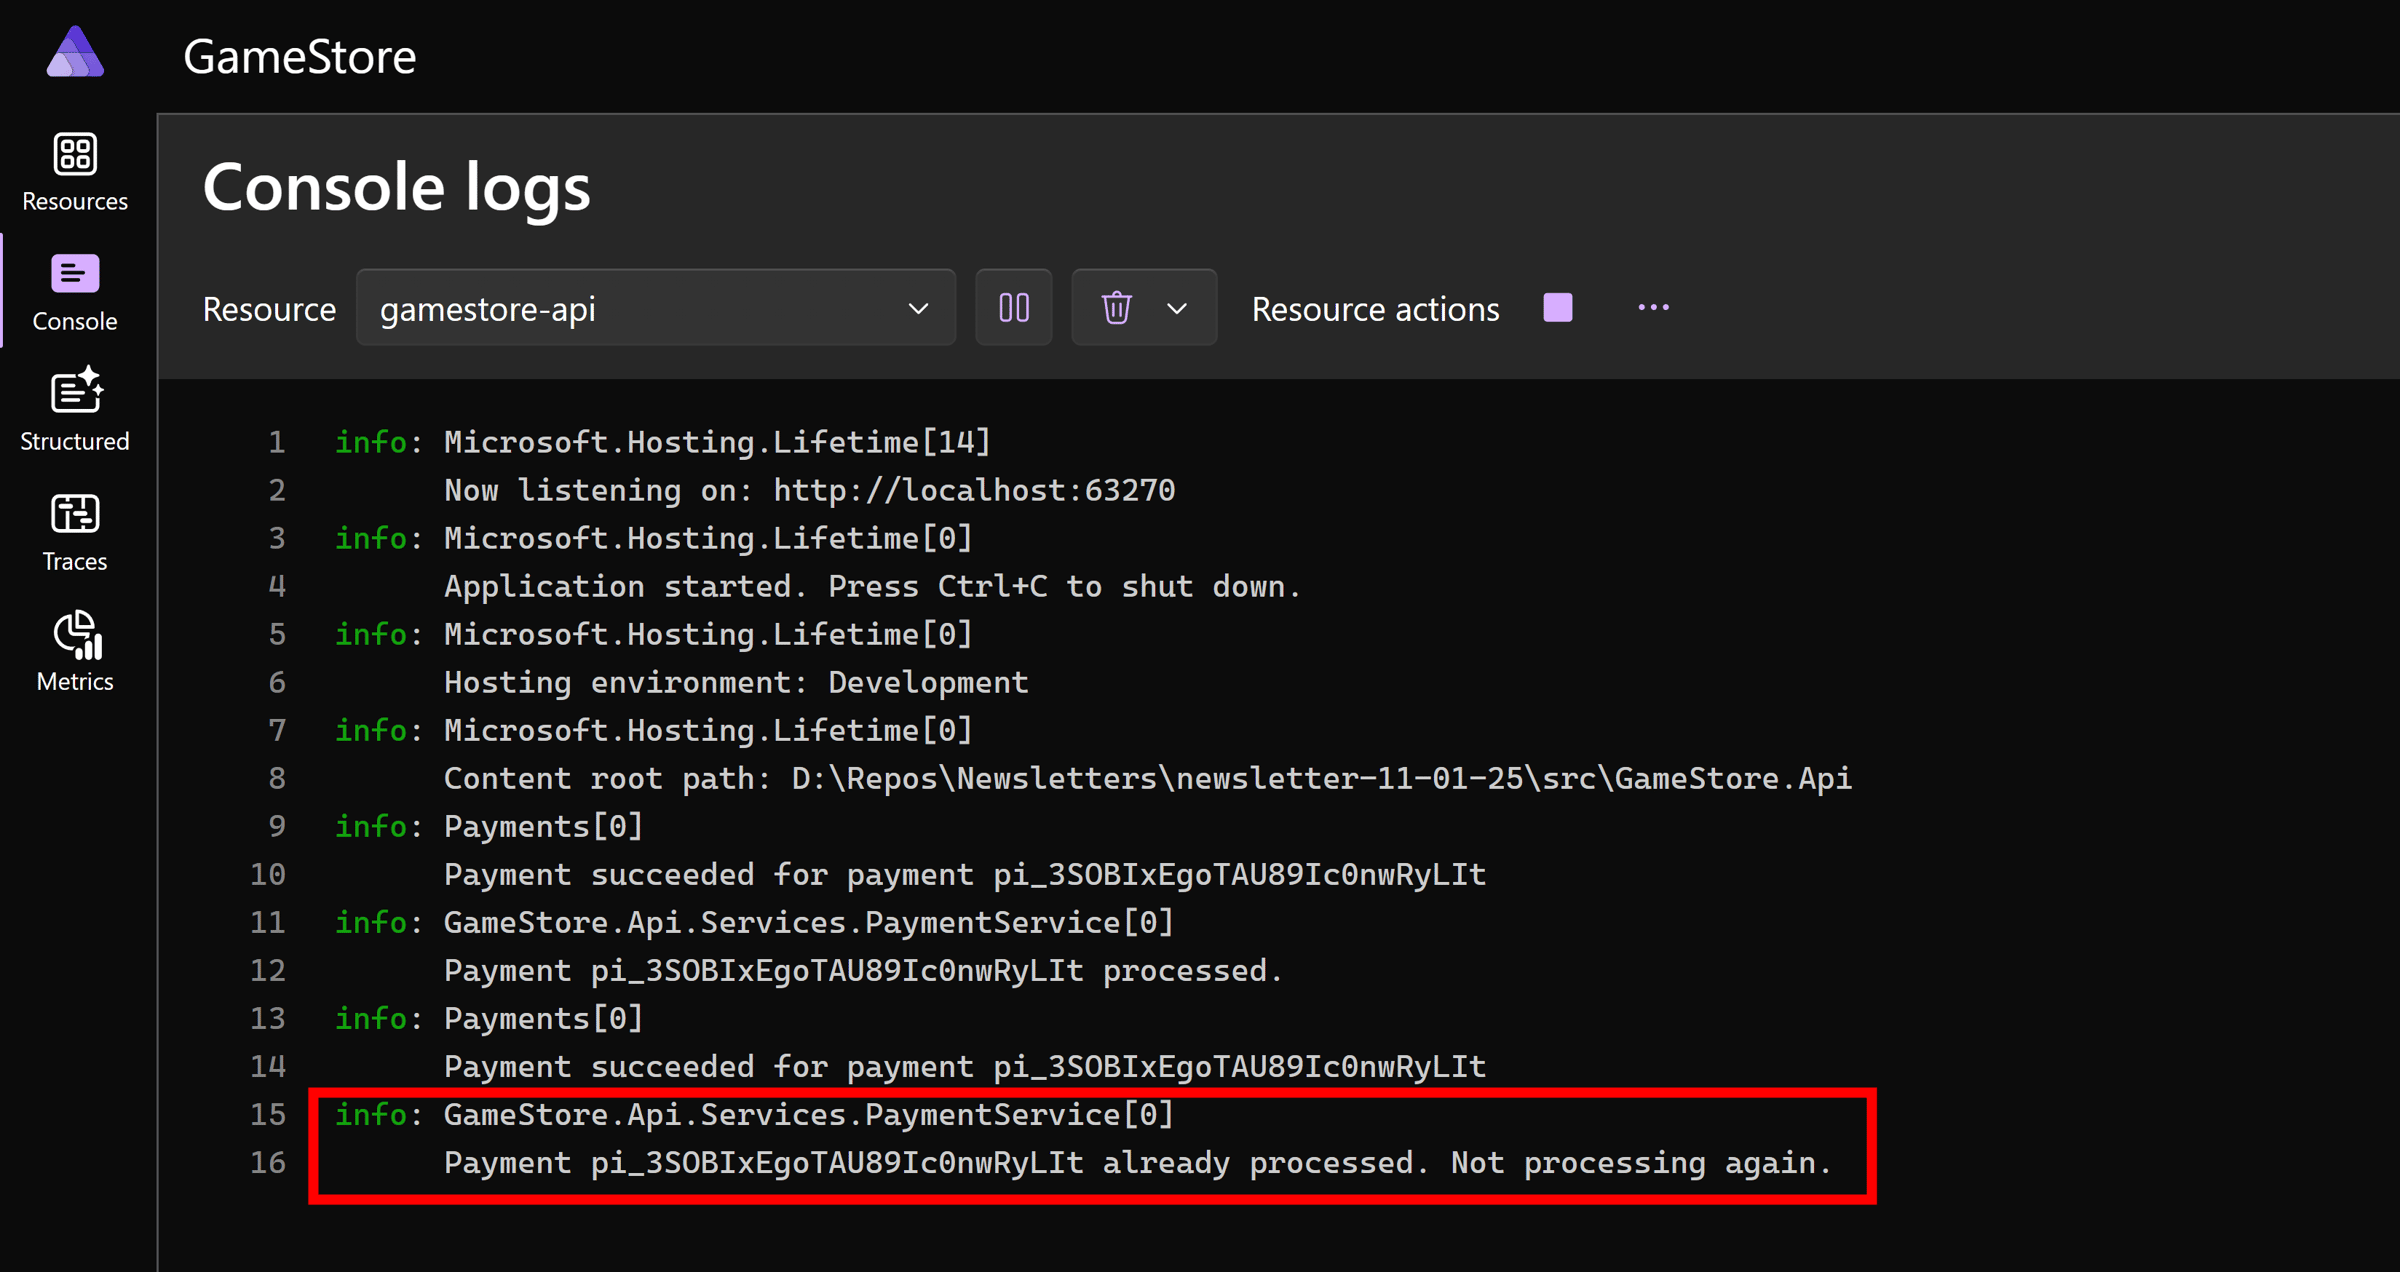 GameStore
Resources
Console
Structured
Traces
Metrics
Console logs
Resource gamestore-api Resource actions
1 info: Microsoft.Hosting.Lifetime[14]
2 Now listening on: http://localhost:63270
3 info: Microsoft.Hosting.Lifetime[0]
4 Application started. Press Ctrl+C to shut down.
5 info: Microsoft.Hosting.Lifetime[0]
6 Hosting environment: Development
7 info: Microsoft.Hosting.Lifetime[0]
8 Content root path: D:\Repos\Newsletters\newsletter-11-01-25\src\GameStore.Api
9 info: Payments[0]
10 Payment succeeded for payment pi_3SOBIxEgoTAU89Ic0nwRyLIt
11 info: GameStore.Api.Services.PaymentService[0]
12 Payment pi_3SOBIxEgoTAU89Ic0nwRyLIt processed.
13 info: Payments[0]
14 Payment succeeded for payment pi_3SOBIxEgoTAU89Ic0nwRyLIt
15 info: GameStore.Api.Services.PaymentService[0]
16 Payment pi_3SOBIxEgoTAU89Ic0nwRyLIt already processed. Not processing again.